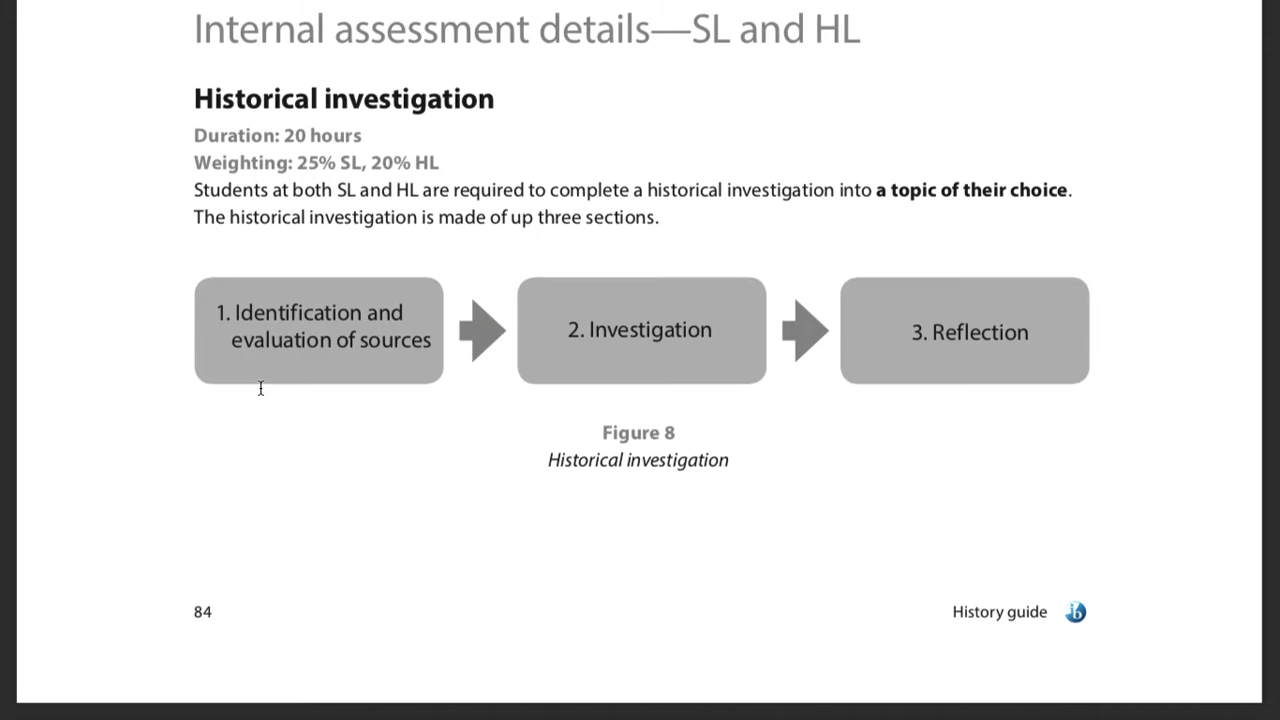 Internal assessment details—SL and HL
Historical investigation
Duration: 20 hours
Weighting: 25% SL, 20% HL
Students at both SL and HL are required to complete a historical investigation into a topic of their choice.
The historical investigation is made of up three sections.
1. Identification and
evaluation of sources
2. Investigation
3. Reflection
Figure 8
Historical investigation
84
History guide
ib